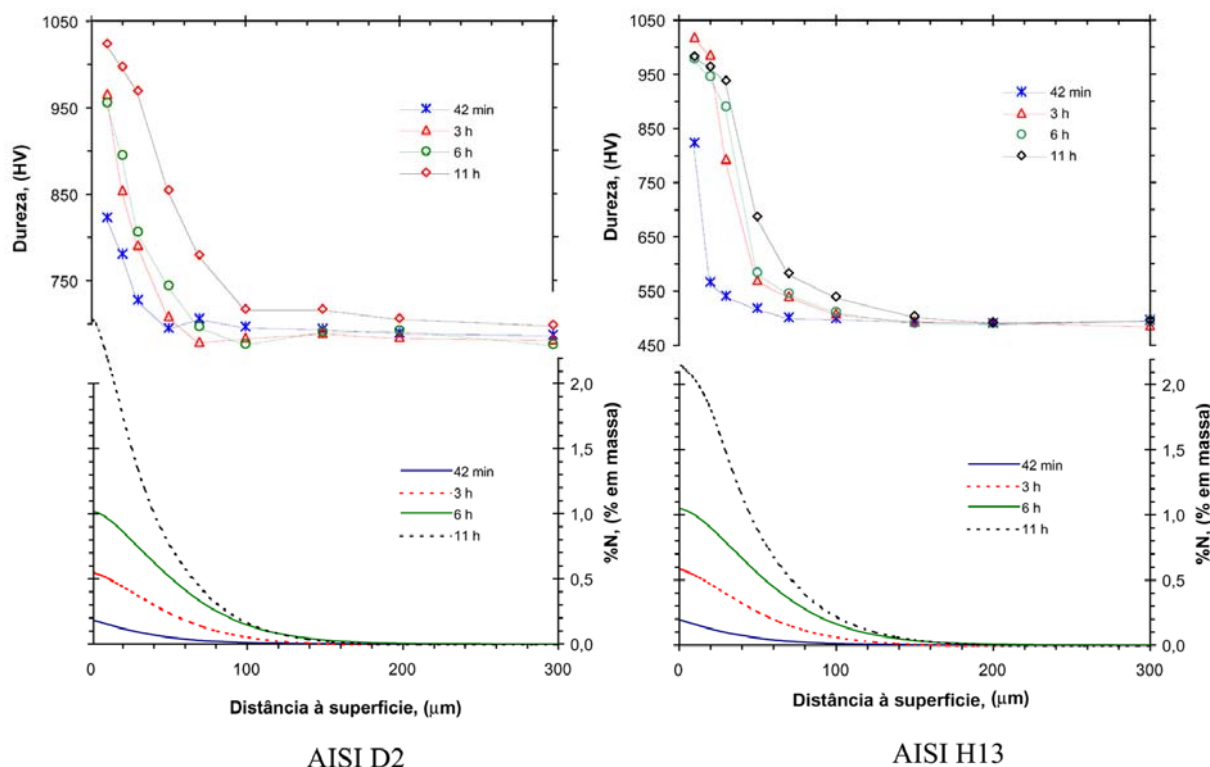 1050
950
850
750
Dureza, (HV)
42 min
3 h
6 h
11 h
2,0
1,5
1,0
0,5
0,0
%N, (% em massa)
42 min
3 h
6 h
11 h
0
100
200
300
Distância à superficie, (μm)
AISI D2
1050
950
850
750
650
550
450
Dureza, (HV)
42 min
3 h
6 h
11 h
2,0
1,5
1,0
0,5
0,0
%N, (% em massa)
42 min
3 h
6 h
11 h
0
100
200
300
Distância à superficie, (μm)
AISI H13